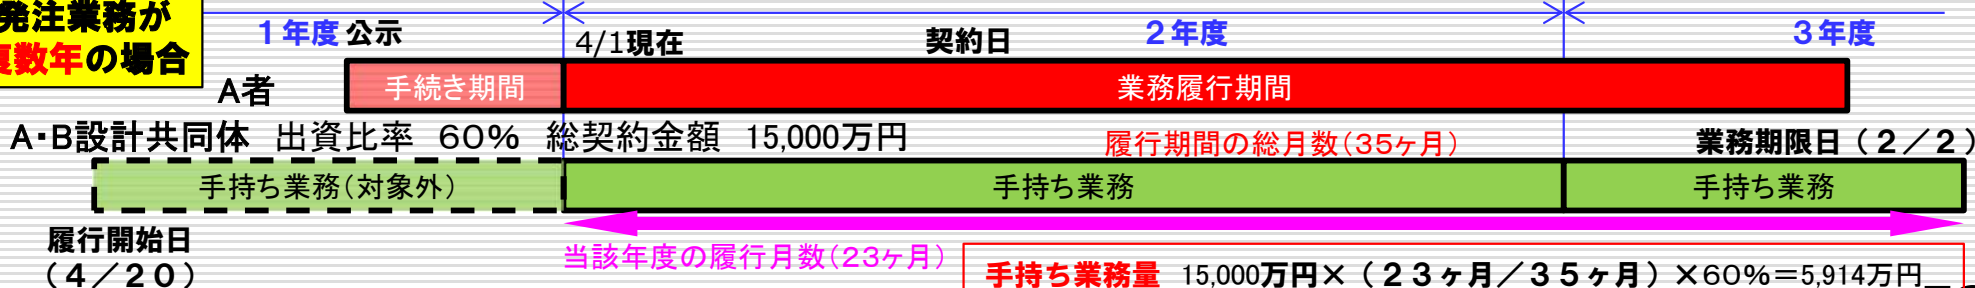 発注業務が
複数年の場合
1年度 公示
4/1現在
契約日
2年度
3年度
A者
手続き期間
業務履行期間
A・B設計共同体 出資比率 60% 総契約金額 15,000万円
履行期間の総月数(35ヶ月)
業務期限日(2/2)
手持ち業務(対象外)
手持ち業務
手持ち業務
履行開始日
(4/20)
当該年度の履行月数(23ヶ月)
手持ち業務量 15,000万円×(23ヶ月/35ヶ月)×60%=5,914万円